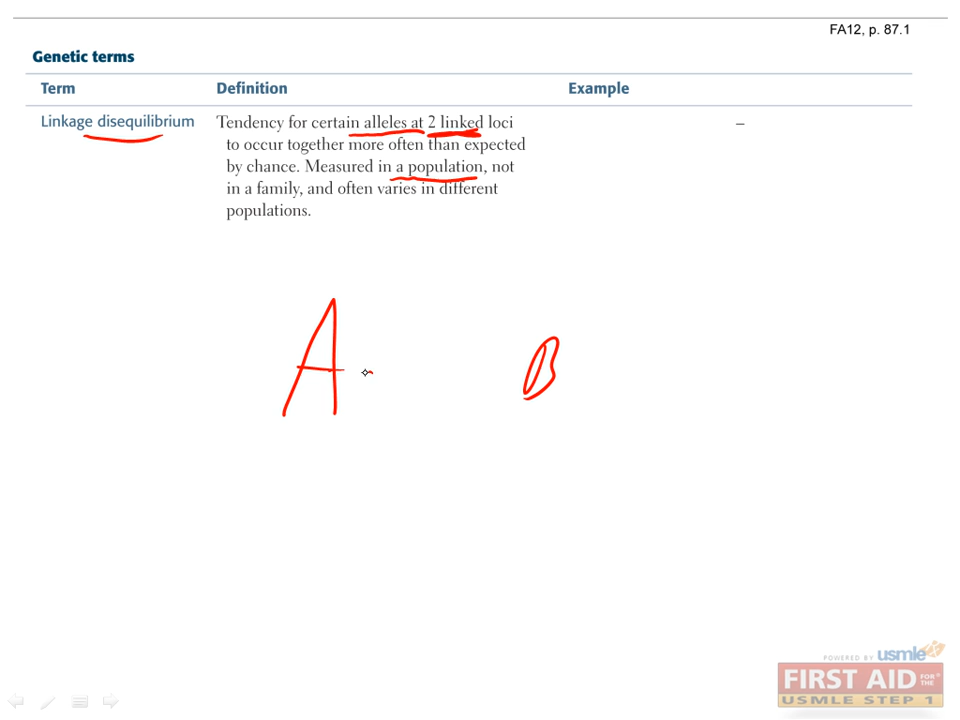 FA12, p. 87.1
Genetic terms
Term Definition Example
Linkage disequilibrium Tendency for certain alleles at 2 linked loci –
to occur together more often than expected
by chance. Measured in a population, not
in a family, and often varies in different
populations.
A B
POWERED BY usmle
FIRST AID FOR THE®
USMLE STEP 1